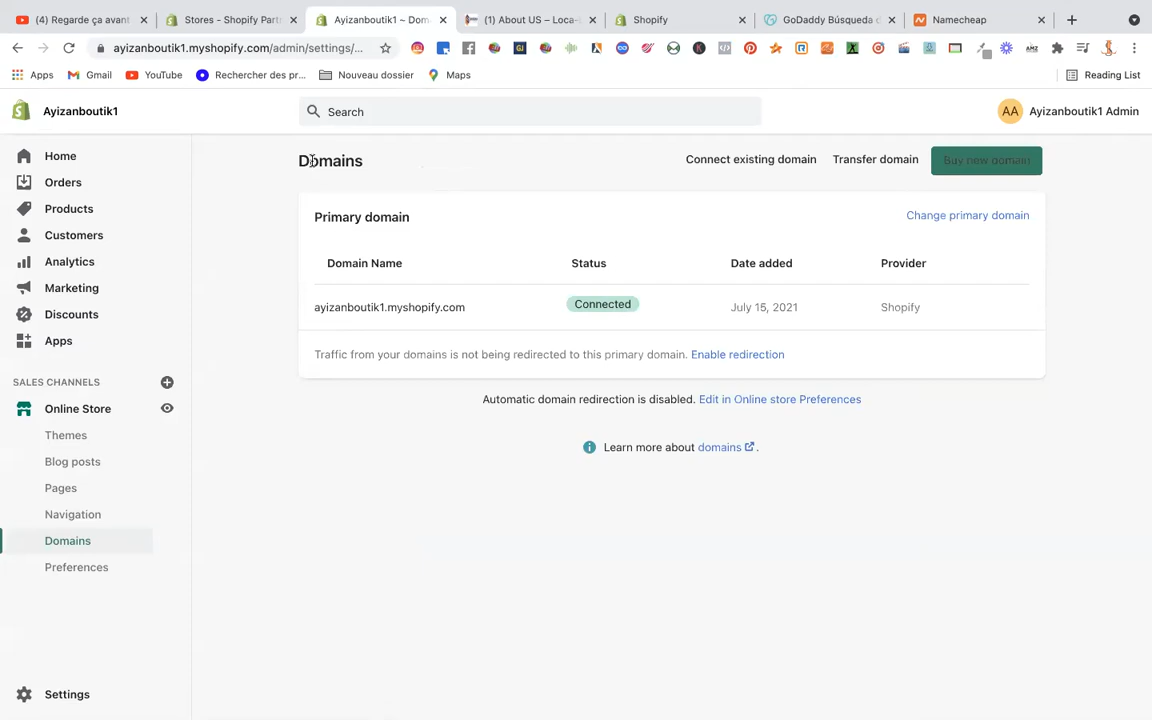 (4) Regarde ça avant
Stores - Shopify Part
Ayizanboutik1 ~ Dom
(1) About US – Loca-L
Shopify
GoDaddy Búsqueda d
Namecheap
ayizanboutik1.myshopify.com/admin/settings/...
Apps
Gmail
YouTube
Rechercher des pr...
Nouveau dossier
Maps
Reading List
Ayizanboutik1
Search
AA
Ayizanboutik1 Admin
Home
Orders
Products
Customers
Analytics
Marketing
Discounts
Apps
SALES CHANNELS
Online Store
Themes
Blog posts
Pages
Navigation
Domains
Preferences
Settings
Domains
Connect existing domain
Transfer domain
Buy new domain
Primary domain
Change primary domain
Domain Name Status Date added Provider
ayizanboutik1.myshopify.com Connected July 15, 2021 Shopify
Traffic from your domains is not being redirected to this primary domain. Enable redirection
Automatic domain redirection is disabled. Edit in Online store Preferences
Learn more about domains.